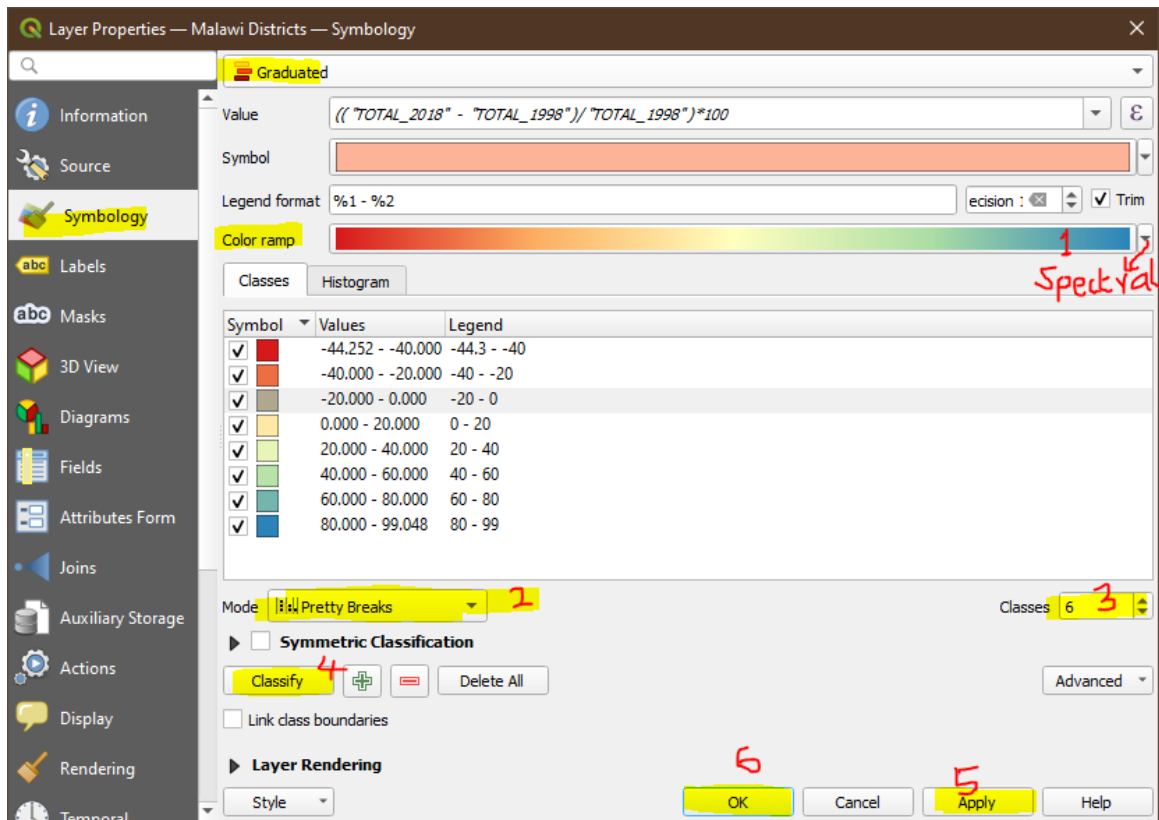 Layer Properties — Malawi Districts — Symbology
Graduated
Information
Value
(( "TOTAL_2018" - "TOTAL_1998" )/ "TOTAL_1998" )*100
ε
Source
Symbol
Symbology
Legend format
%1 - %2
ecision :
Trim
Color ramp
1
Spectral
abc Labels
Classes
Histogram
abc Masks
Symbol
Values
Legend
-44.252 - -40.000
-44.3 - -40
3D View
-40.000 - -20.000
-40 - -20
-20.000 - 0.000
-20 - 0
Diagrams
0.000 - 20.000
0 - 20
20.000 - 40.000
20 - 40
Fields
40.000 - 60.000
40 - 60
60.000 - 80.000
60 - 80
Attributes Form
80.000 - 99.048
80 - 99
Joins
Mode
Pretty Breaks
2
Classes
6
3
Auxiliary Storage
Symmetric Classification
Actions
Classify
4
Delete All
Advanced
Display
Link class boundaries
Rendering
Layer Rendering
6
5
Temporal
Style
OK
Cancel
Apply
Help